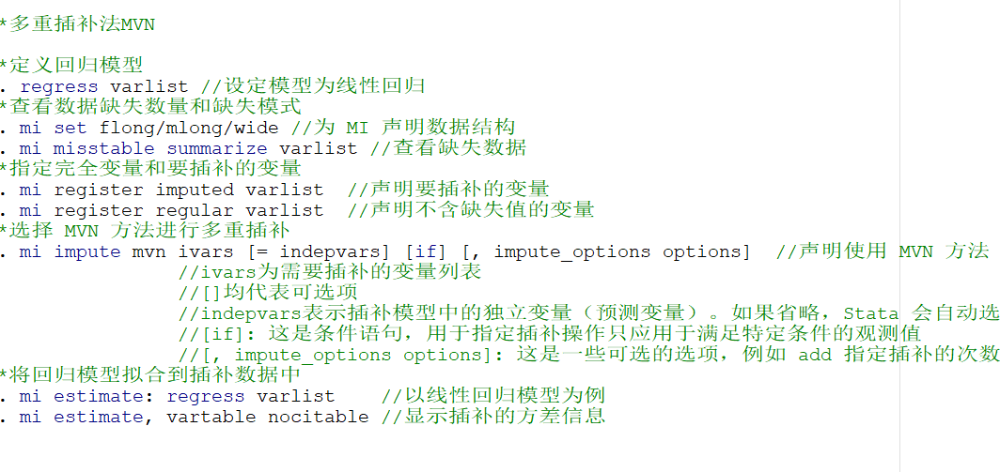 *多重插补法MVN
*定义回归模型
. regress varlist //设定模型为线性回归
*查看数据缺失数量和缺失模式
. mi set flong/mlong/wide //为 MI 声明数据结构
. mi misstable summarize varlist //查看缺失数据
*指定完全变量和要插补的变量
. mi register imputed varlist  //声明要插补的变量
. mi register regular varlist  //声明不含缺失值的变量
*选择 MVN 方法进行多重插补
. mi impute mvn ivars [= indepvars] [if] [, impute_options options]  //声明使用 MVN 方法
//ivars为需要插补的变量列表
//[]均代表可选项
//indepvars表示插补模型中的独立变量（预测变量）。如果省略，Stata 会自动选
//[if]：这是条件语句，用于指定插补操作只应用于满足特定条件的观测值
//[, impute_options options]：这是一些可选的选项，例如 add 指定插补的次数
*将回归模型拟合到插补数据中
. mi estimate: regress varlist    //以线性回归模型为例
. mi estimate, vartable nocitable //显示插补的方差信息